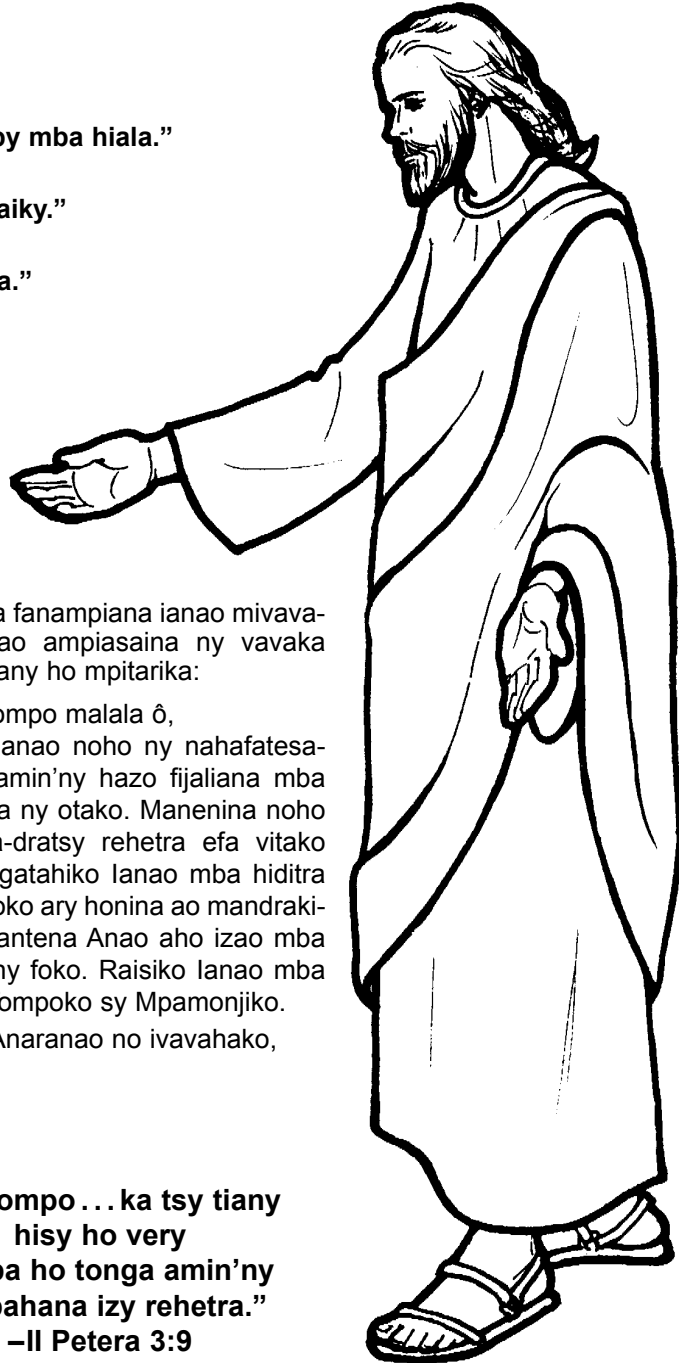 oy mba hiala.”
aiky.”
a.”
a fanampiana ianao mivava-
ao ampiasaina ny vavaka
any ho mpitarika:
ompo malala ô,
ianao noho ny nahafatesa-
amin’ny hazo fijaliana mba
a ny otako. Manenina noho
a-dratsy rehetra efa vitako
gatahiko Ianao mba hiditra
oko ary honina ao mandraki-
antena Anao aho izao mba
ny foko. Raisiko Ianao mba
ompoko sy Mpamonjiko.
Anaranao no ivavahako,
ompo . . . ka tsy tiany
hisy ho very
ba ho tonga amin’ny
bahana izy rehetra.”
–II Petera 3:9